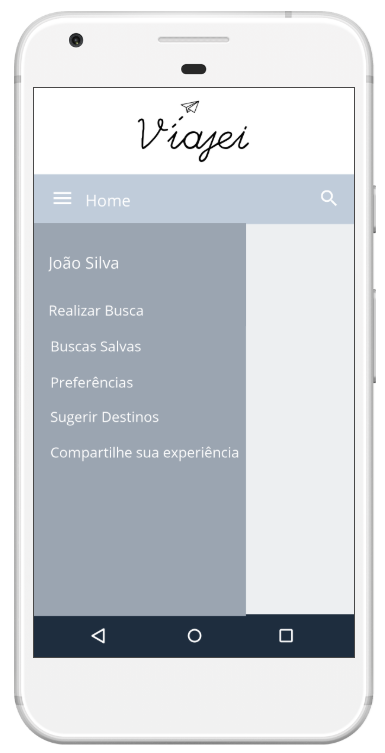 Viajei
Home
João Silva
Realizar Busca
Buscas Salvas
Preferências
Sugerir Destinos
Compartilhe sua experiência